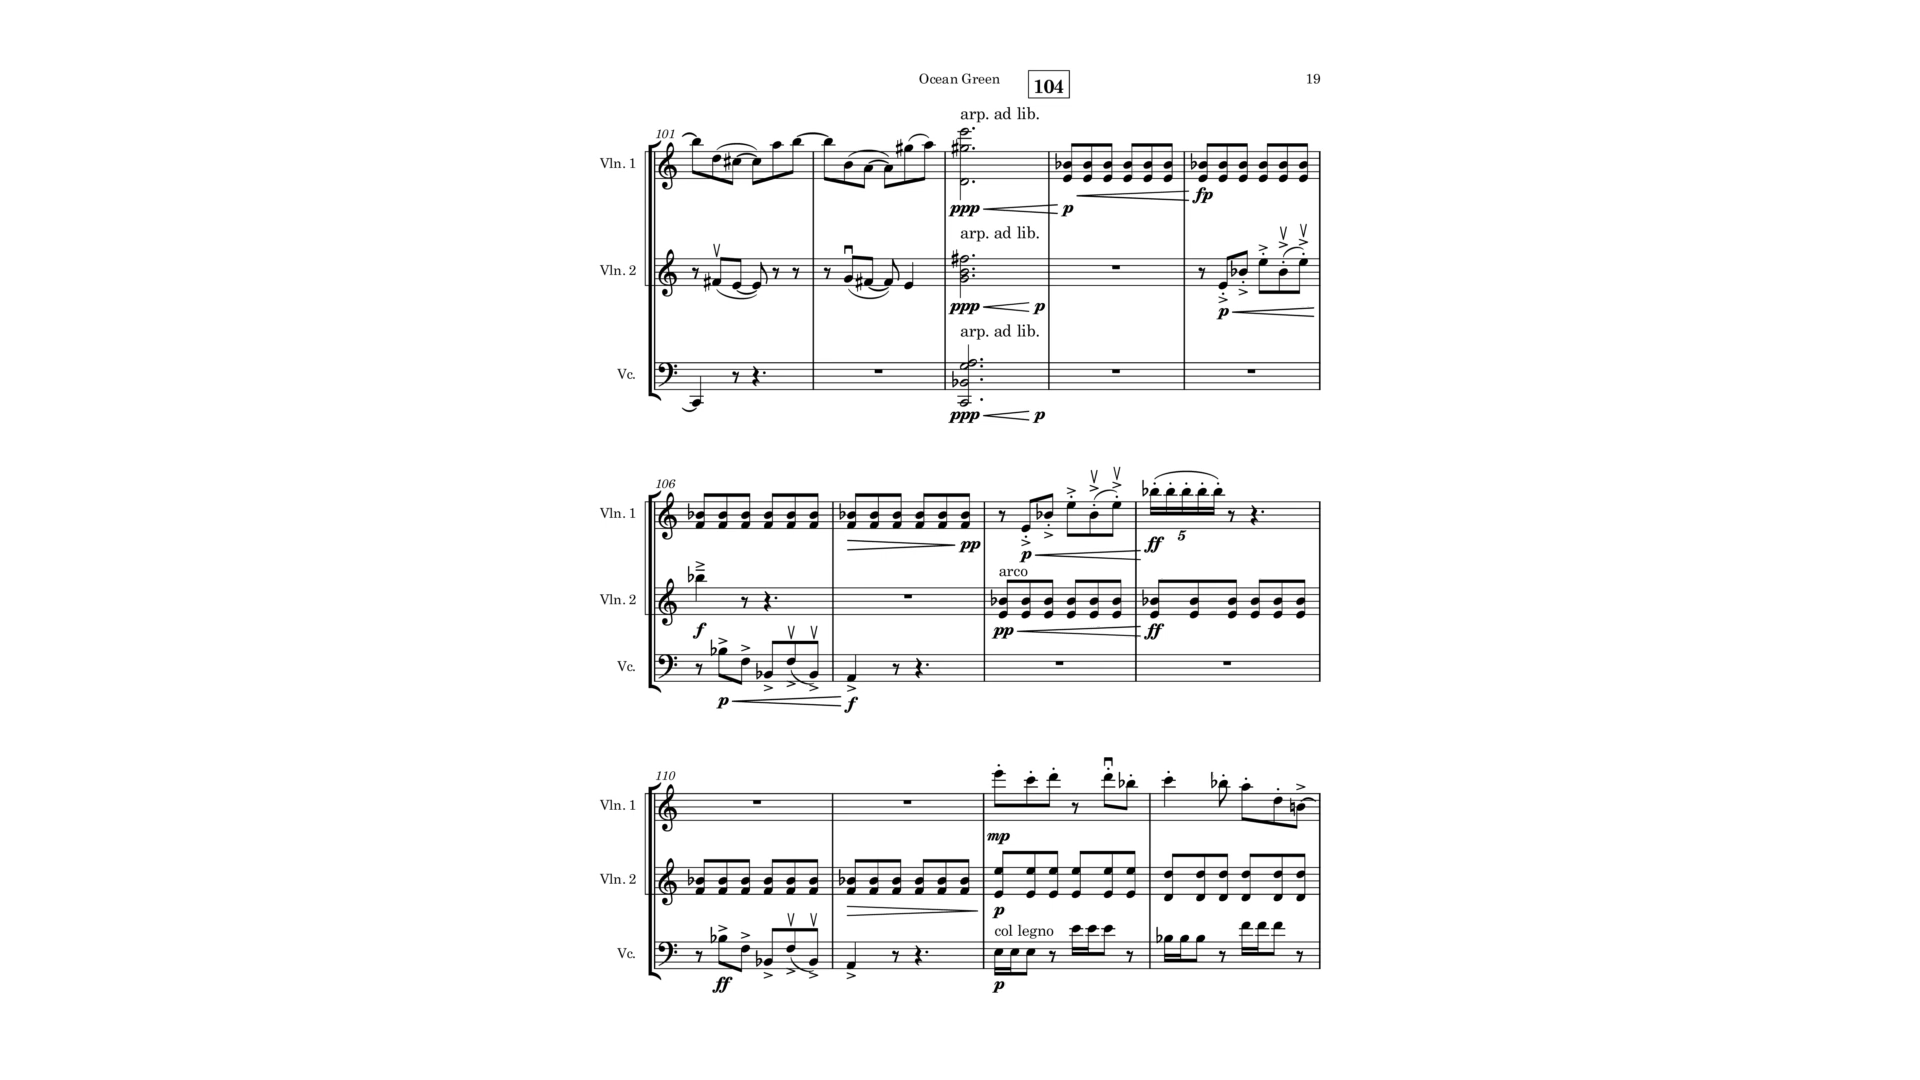 Ocean Green 104 19
arp. ad lib.
101
Vln. 1
ppp p fp
arp. ad lib.
Vln. 2
ppp p p
arp. ad lib.
Vc.
ppp p
106
Vln. 1
pp p ff 5
arco
Vln. 2
f pp ff
Vc.
p f
110
Vln. 1
mp
Vln. 2
p
col legno
Vc.
ff p